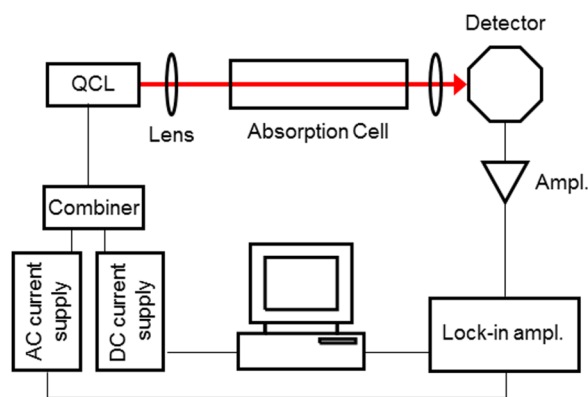 Detector
QCL
Lens
Absorption Cell
Ampl.
Combiner
AC current
supply
DC current
supply
Lock-in ampl.